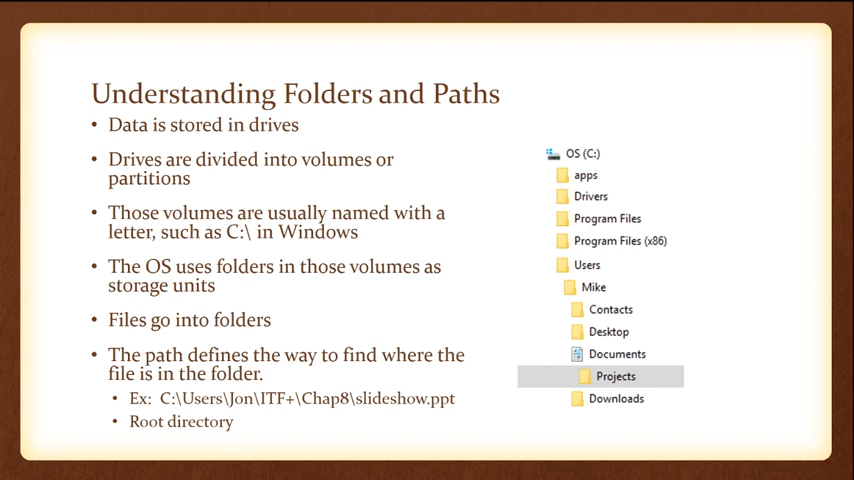 Understanding Folders and Paths
• Data is stored in drives
• Drives are divided into volumes or
partitions
• Those volumes are usually named with a
letter, such as C:\ in Windows
• The OS uses folders in those volumes as
storage units
• Files go into folders
• The path defines the way to find where the
file is in the folder.
• Ex: C:\Users\Jon\ITF+\Chap8\slideshow.ppt
• Root directory
OS (C:)
apps
Drivers
Program Files
Program Files (x86)
Users
Mike
Contacts
Desktop
Documents
Projects
Downloads